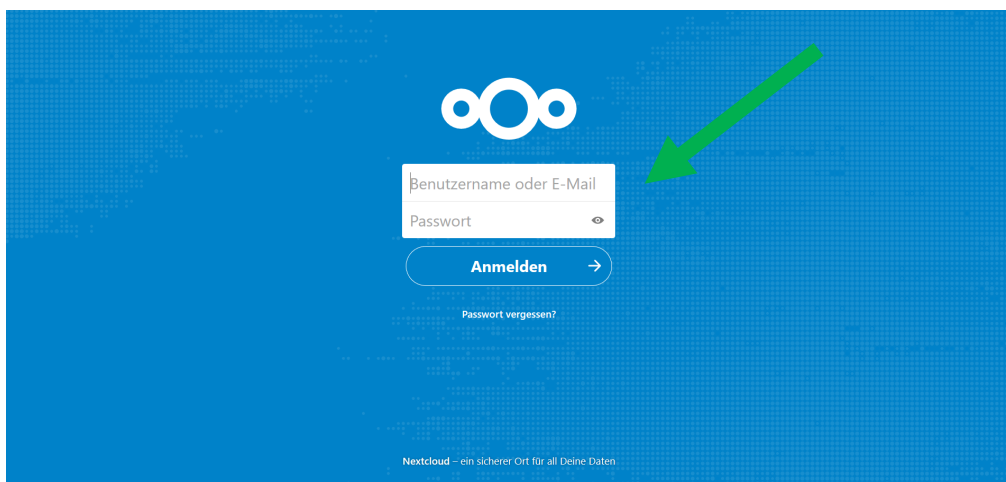 Benutzername oder E-Mail
Passwort
Anmelden
Passwort vergessen?
Nextcloud – ein sicherer Ort für all Deine Daten